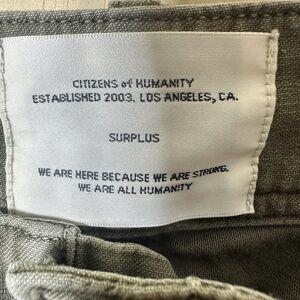 CITIZENS of HUMANITY
ESTABLISHED 2003. LOS ANGELES, CA.
SURPLUS
WE ARE HERE BECAUSE WE ARE STRONG.
WE ARE ALL HUMANITY